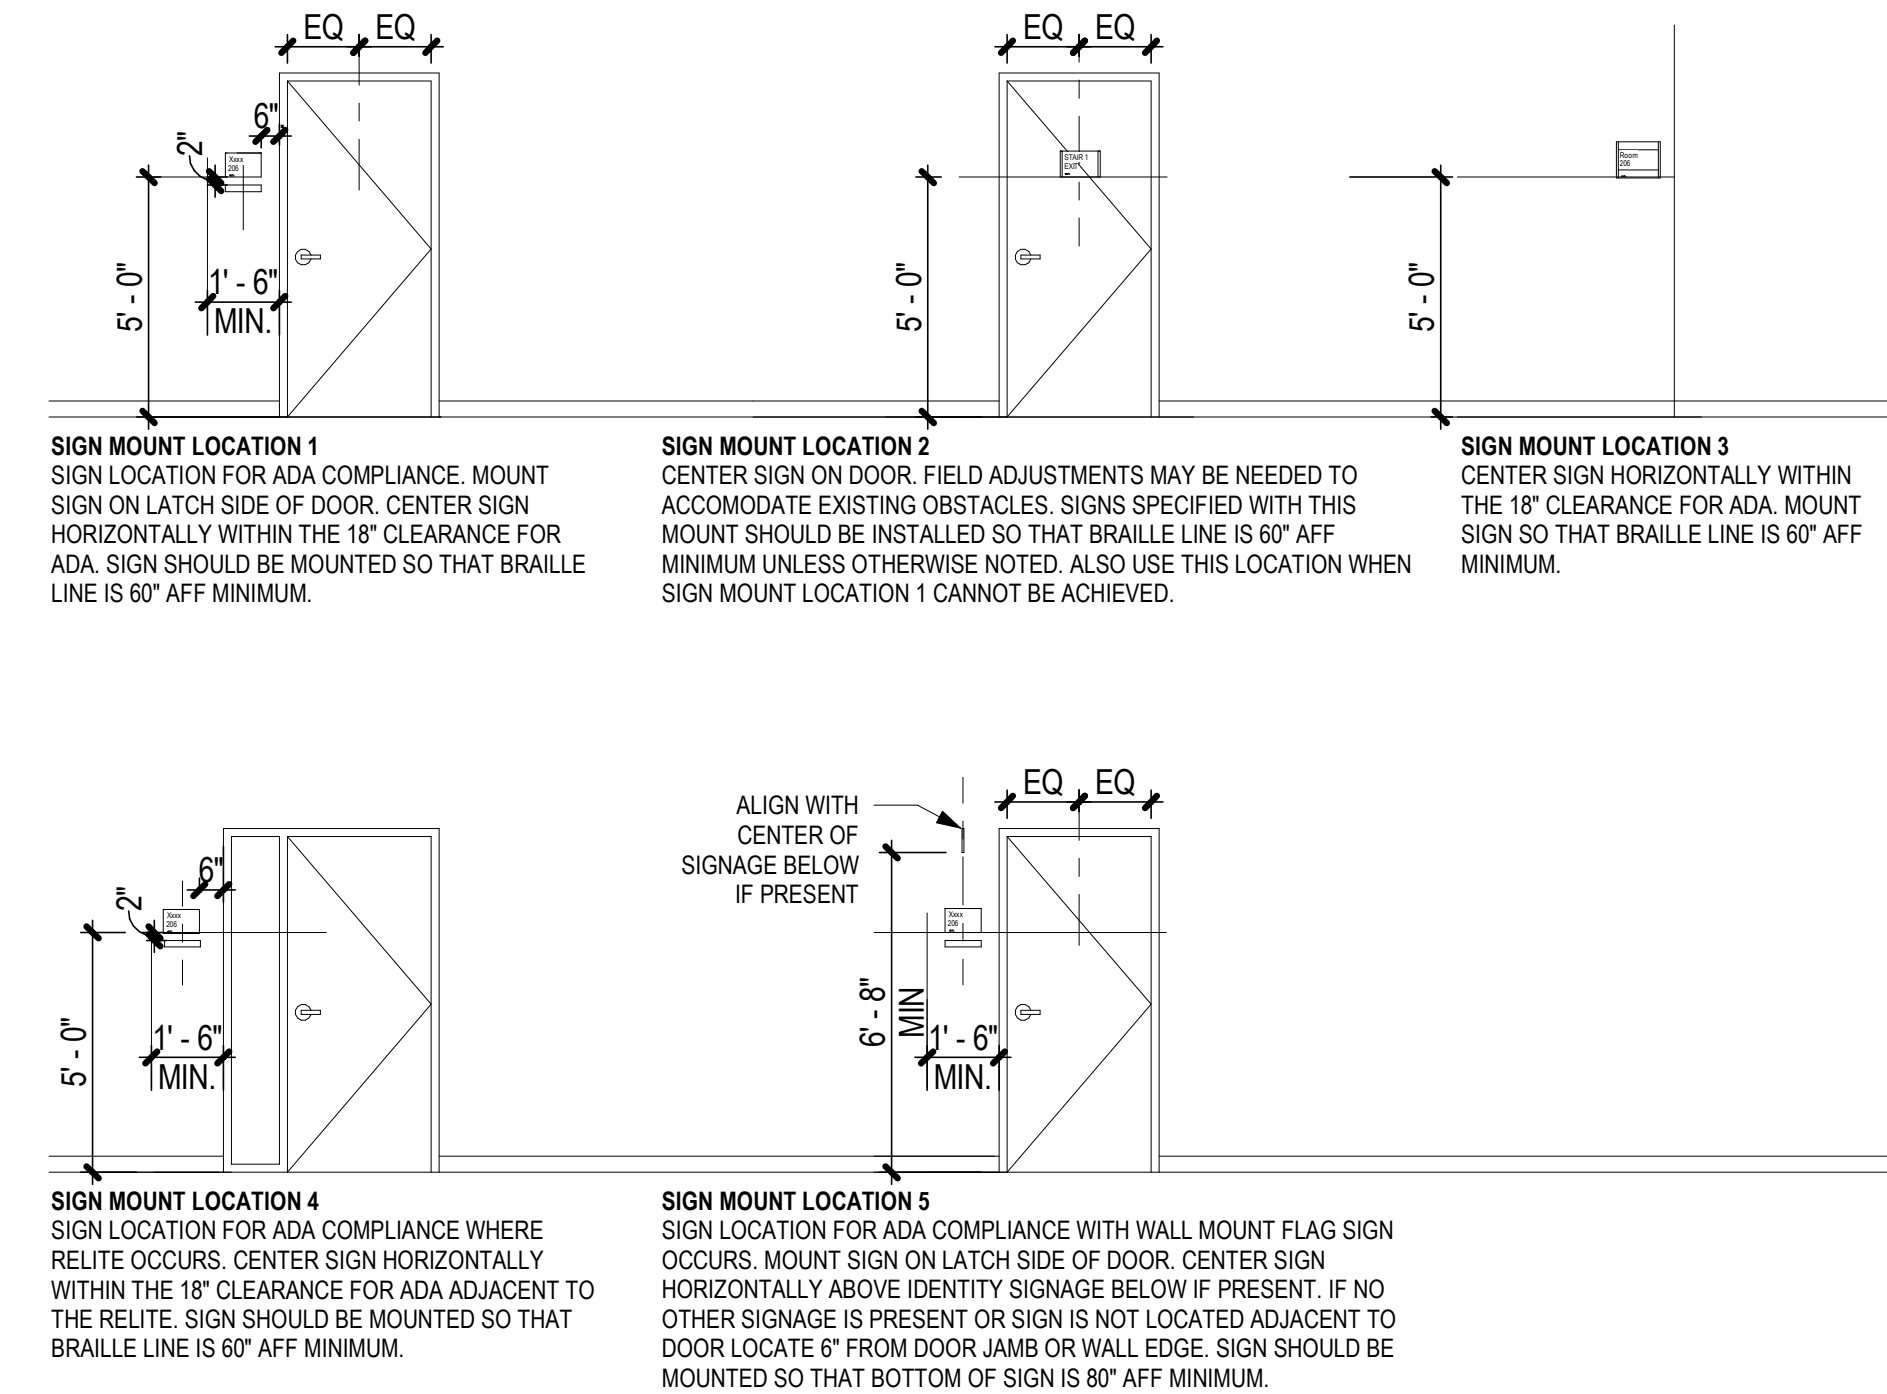 EQ EQ
6"
2"
Xxxx
206
5' - 0"
1' - 6"
MIN.
SIGN MOUNT LOCATION 1
SIGN LOCATION FOR ADA COMPLIANCE. MOUNT
SIGN ON LATCH SIDE OF DOOR. CENTER SIGN
HORIZONTALLY WITHIN THE 18" CLEARANCE FOR
ADA. SIGN SHOULD BE MOUNTED SO THAT BRAILLE
LINE IS 60" AFF MINIMUM.
EQ EQ
STAIR 1
EXIT
5' - 0"
SIGN MOUNT LOCATION 2
CENTER SIGN ON DOOR. FIELD ADJUSTMENTS MAY BE NEEDED TO
ACCOMODATE EXISTING OBSTACLES. SIGNS SPECIFIED WITH THIS
MOUNT SHOULD BE INSTALLED SO THAT BRAILLE LINE IS 60" AFF
MINIMUM UNLESS OTHERWISE NOTED. ALSO USE THIS LOCATION WHEN
SIGN MOUNT LOCATION 1 CANNOT BE ACHIEVED.
Room
206
5' - 0"
SIGN MOUNT LOCATION 3
CENTER SIGN HORIZONTALLY WITHIN
THE 18" CLEARANCE FOR ADA. MOUNT
SIGN SO THAT BRAILLE LINE IS 60" AFF
MINIMUM.
6"
2"
Xxxx
206
5' - 0"
1' - 6"
MIN.
SIGN MOUNT LOCATION 4
SIGN LOCATION FOR ADA COMPLIANCE WHERE
RELITE OCCURS. CENTER SIGN HORIZONTALLY
WITHIN THE 18" CLEARANCE FOR ADA ADJACENT TO
THE RELITE. SIGN SHOULD BE MOUNTED SO THAT
BRAILLE LINE IS 60" AFF MINIMUM.
EQ EQ
ALIGN WITH
CENTER OF
SIGNAGE BELOW
IF PRESENT
Xxxx
206
6' - 8"
MIN
1' - 6"
MIN.
SIGN MOUNT LOCATION 5
SIGN LOCATION FOR ADA COMPLIANCE WITH WALL MOUNT FLAG SIGN
OCCURS. MOUNT SIGN ON LATCH SIDE OF DOOR. CENTER SIGN
HORIZONTALLY ABOVE IDENTITY SIGNAGE BELOW IF PRESENT. IF NO
OTHER SIGNAGE IS PRESENT OR SIGN IS NOT LOCATED ADJACENT TO
DOOR LOCATE 6" FROM DOOR JAMB OR WALL EDGE. SIGN SHOULD BE
MOUNTED SO THAT BOTTOM OF SIGN IS 80" AFF MINIMUM.